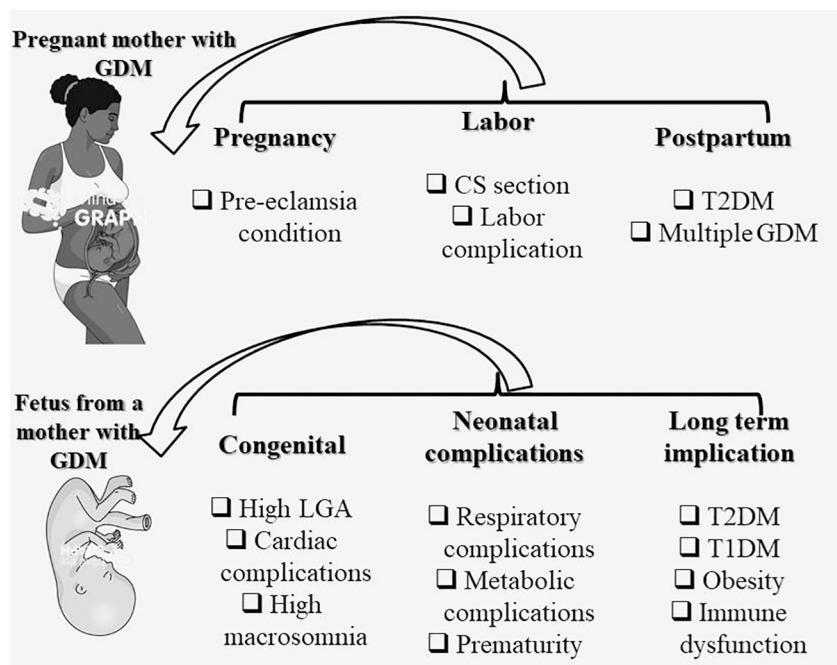 Pregnant mother with
GDM
Pregnancy
Labor
Postpartum
❑ Pre-eclamsia
condition
❑ CS section
❑ Labor
complication
❑ T2DM
❑ Multiple GDM
GRAPH
Fetus from a
mother with
GDM
Congenital
Neonatal
complications
Long term
implication
❑ High LGA
❑ Cardiac
complications
❑ High
macrosomnia
❑ Respiratory
complications
❑ Metabolic
complications
❑ Prematurity
❑ T2DM
❑ T1DM
❑ Obesity
❑ Immune
dysfunction